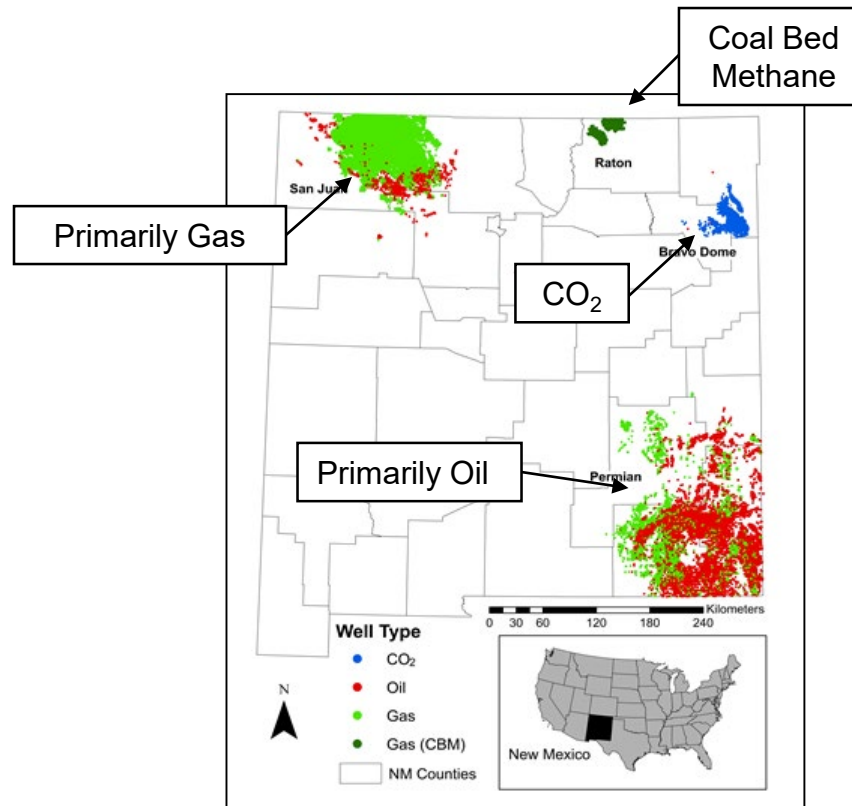 Coal Bed
Methane
Raton
San Juan
Primarily Gas
Bravo Dome
CO₂
Primarily Oil
Permian
Kilometers
0 15 30 60 120 180 240
Well Type
CO₂
Oil
Gas
Gas (CBM)
NM Counties
N
New Mexico